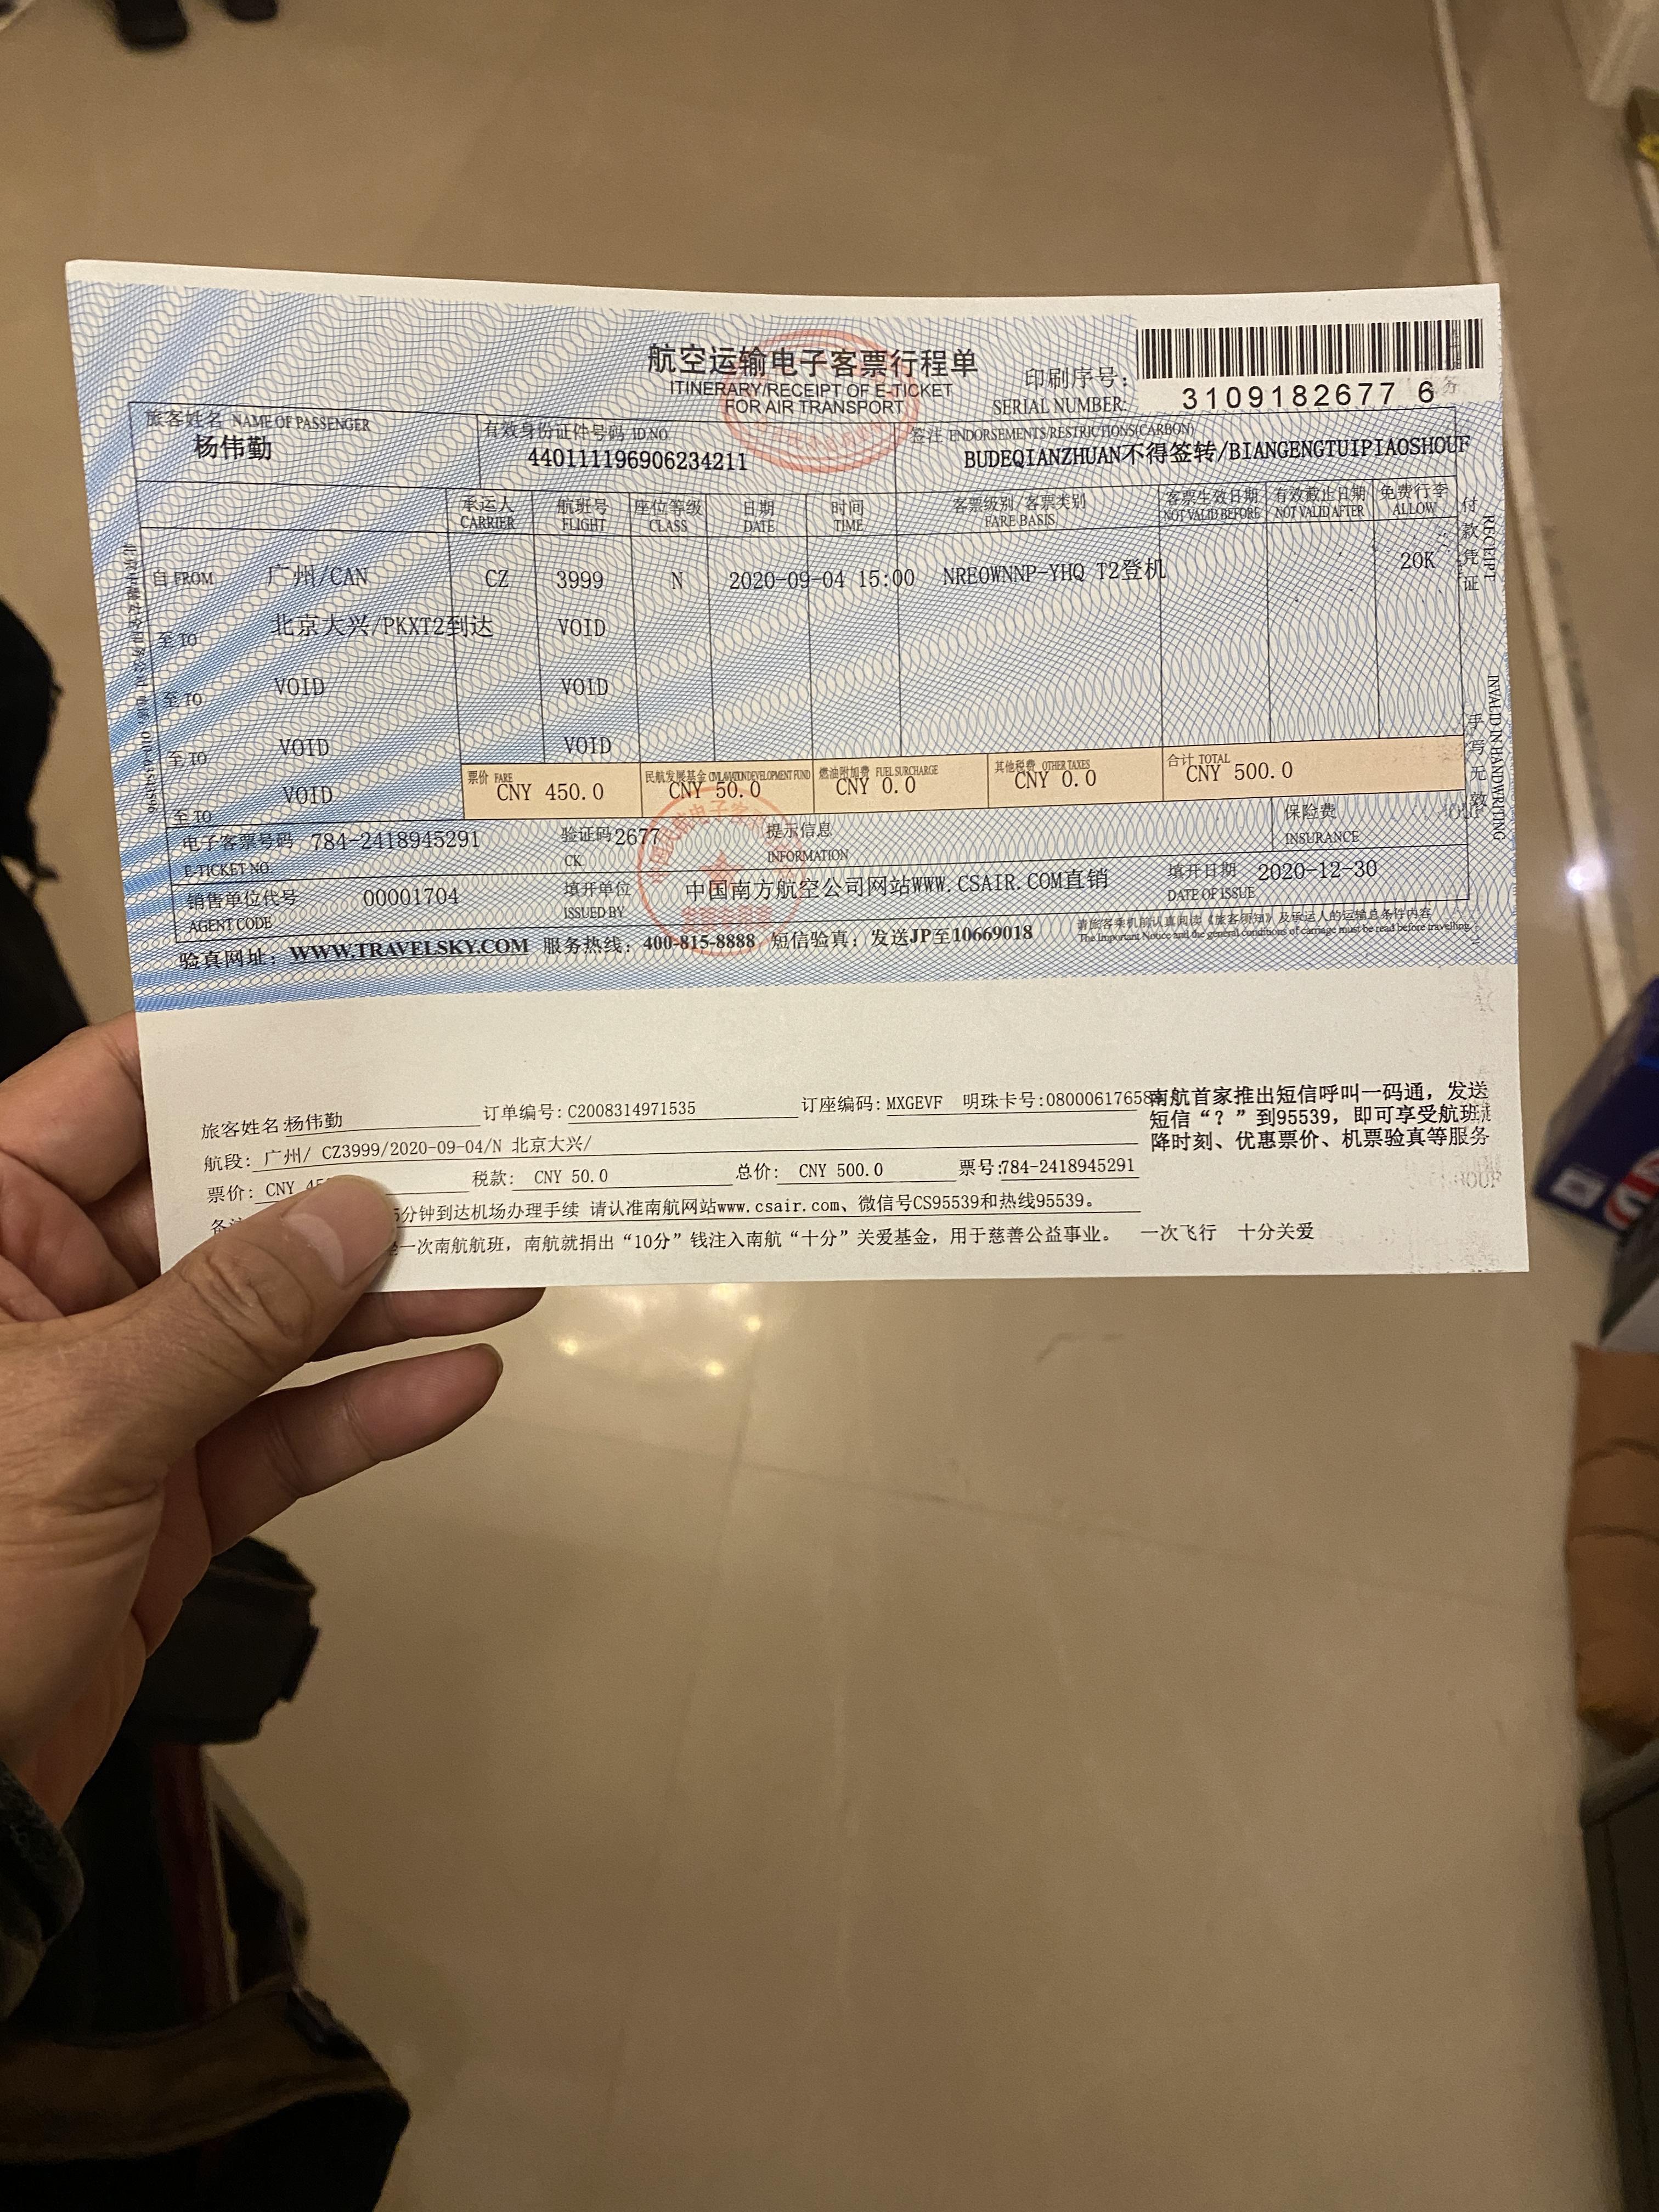 航空运输电子客票行程单
ITINERARY/RECEIPT OF E-TICKET
FOR AIR TRANSPORT
印刷序号:
SERIAL NUMBER:
3109182677 6
旅客姓名 NAME OF PASSENGER
杨伟勤
有效身份证件号码 ID.NO.
440111196906234211
签注 ENDORSEMENTS/RESTRICTIONS(CARBON)
BUDEQIANZHUAN不得签转/BIANGENGTUIPIAOSHOUF
承运人 CARRIER 航班号 FLIGHT 座位等级 CLASS 日期 DATE 时间 TIME 客票级别/客票类别 FARE BASIS 客票生效日期 NOT VALID BEFORE 有效截止日期 NOT VALID AFTER 免费行李 ALLOW
自 FROM 广州/CAN CZ 3999 N 2020-09-04 15:00 NREOWNNP-YHQ T2登机 20K
至 TO 北京大兴/PKXT2到达 VOID
至 TO VOID VOID
至 TO VOID VOID
至 TO VOID
票价 FARE CNY 450.0 民航发展基金 CIVIL AVIATION DEVELOPMENT FUND CNY 50.0 燃油附加费 FUEL SURCHARGE CNY 0.0 其他税费 OTHER TAXES CNY 0.0 合计 TOTAL CNY 500.0
电子客票号码 E-TICKET NO. 784-2418945291 验证码 CK 2677 提示信息 INFORMATION 保险费 INSURANCE
销售单位代号 AGENT CODE 00001704 填开单位 ISSUED BY 中国南方航空公司网站WWW.CSAIR.COM直销 填开日期 DATE OF ISSUE 2020-12-30
验真网址: WWW.TRAVELSKY.COM 服务热线: 400-815-8888 短信验真: 发送JP至10669018
请旅客乘机前认真阅读《旅客须知》及承运人的运输总条件内容
The Important Notice and the general conditions of carriage must be read before travelling.
付款凭证 RECEIPT
手写无效 INVALID IN HANDWRITING
旅客姓名:杨伟勤 订单编号: C2008314971535 订座编码: MXGEVF 明珠卡号:08000617658
航段: 广州/ CZ3999/2020-09-04/N 北京大兴/
票价: CNY 税款: CNY 50.0 总价: CNY 500.0 票号:784-2418945291
分钟到达机场办理手续 请认准南航网站www.csair.com、微信号CS95539和热线95539。
一次南航航班，南航就捐出“10分”钱注入南航“十分”关爱基金，用于慈善公益事业。 一次飞行 十分关爱
南航首家推出短信呼叫一码通，发送
短信“？”到95539，即可享受航班
降时刻、优惠票价、机票验真等服务